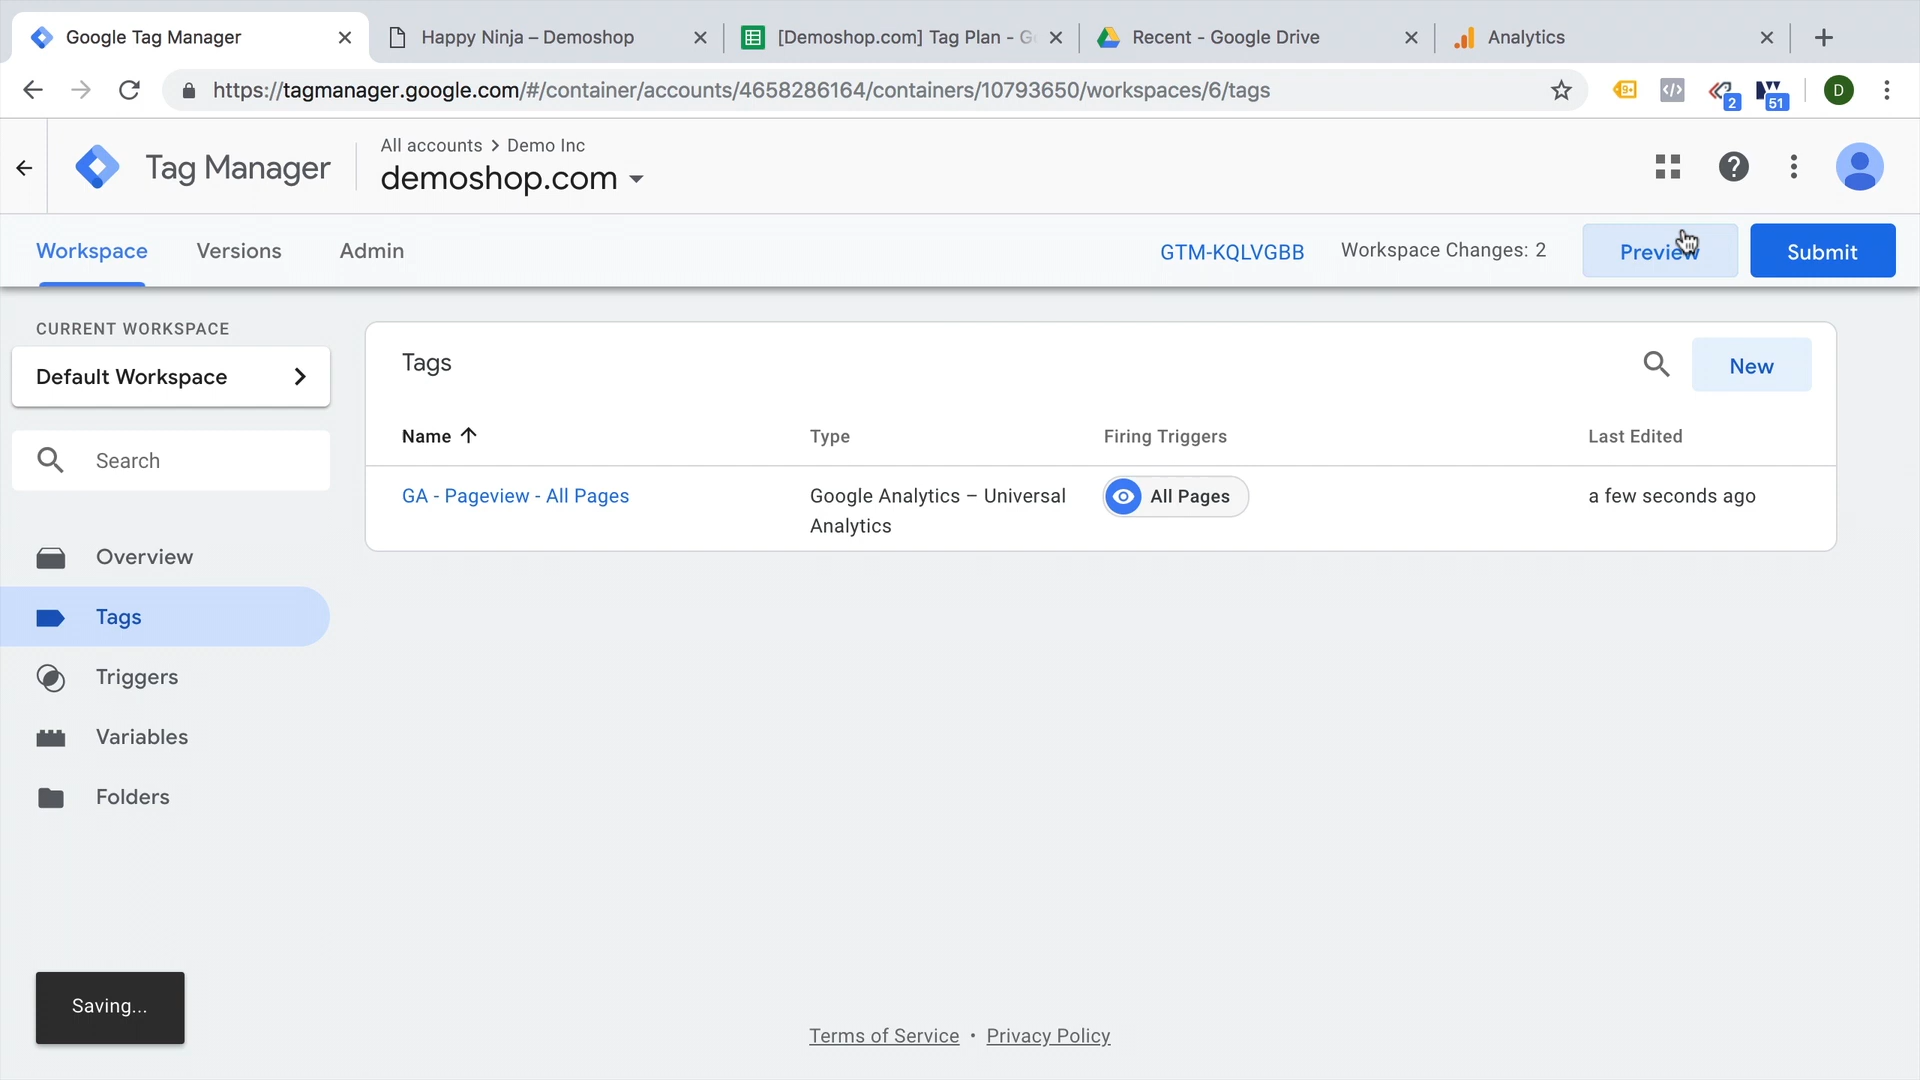 Google Tag Manager
Happy Ninja – Demoshop
[Demoshop.com] Tag Plan - G
Recent - Google Drive
Analytics
https://tagmanager.google.com/#/container/accounts/4658286164/containers/10793650/workspaces/6/tags
9+
2
51
D
Tag Manager
All accounts > Demo Inc
demoshop.com
Workspace
Versions
Admin
GTM-KQLVGBB
Workspace Changes: 2
Preview
Submit
CURRENT WORKSPACE
Default Workspace
Search
Overview
Tags
Triggers
Variables
Folders
Tags
New
Name
Type
Firing Triggers
Last Edited
GA - Pageview - All Pages
Google Analytics – Universal
Analytics
All Pages
a few seconds ago
Saving...
Terms of Service • Privacy Policy